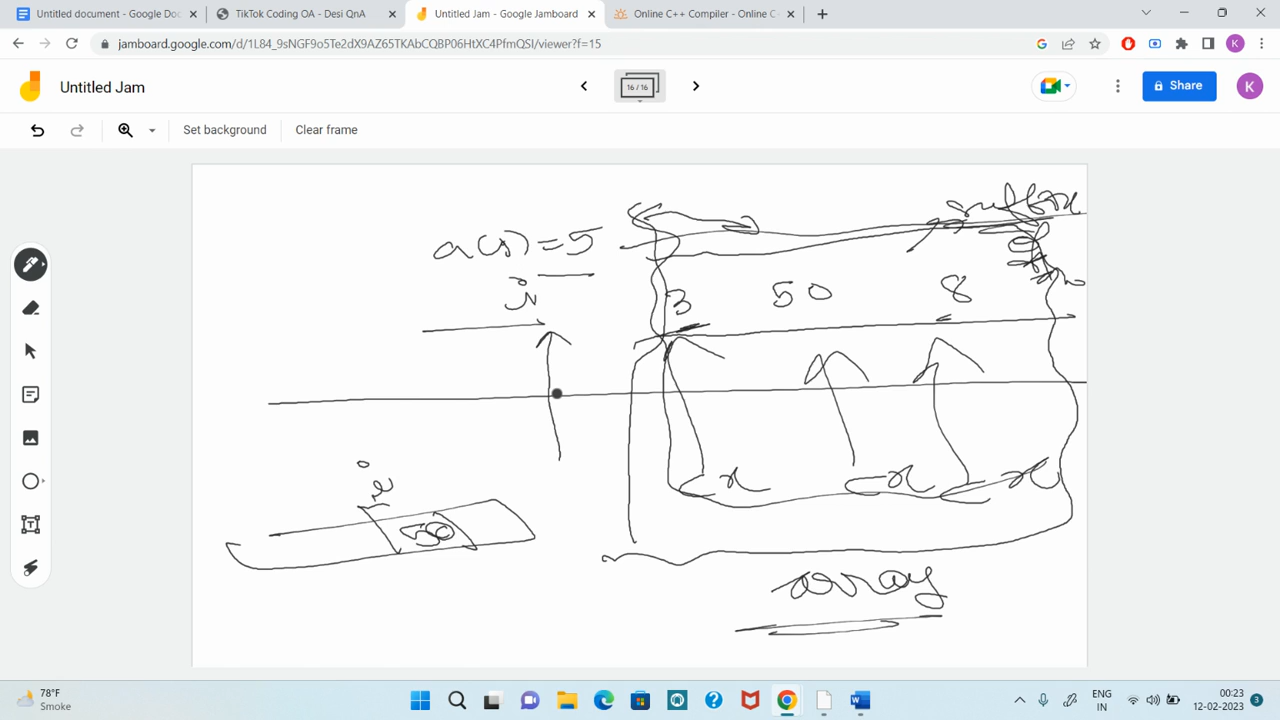 Untitled document - Google Doc
TikTok Coding OA - Desi QnA
Untitled Jam - Google Jamboard
Online C++ Compiler - Online C
jamboard.google.com/d/1L84_9sNGF9o5Te2dX9AZ65TKAbCQBP06HtXC4PfmQSI/viewer?f=15
K
Untitled Jam
16 / 16
Share
K
Set background
Clear frame
= 5
3 50 8
50
array
78°F
Smoke
ENG
IN
00:23
12-02-2023
3